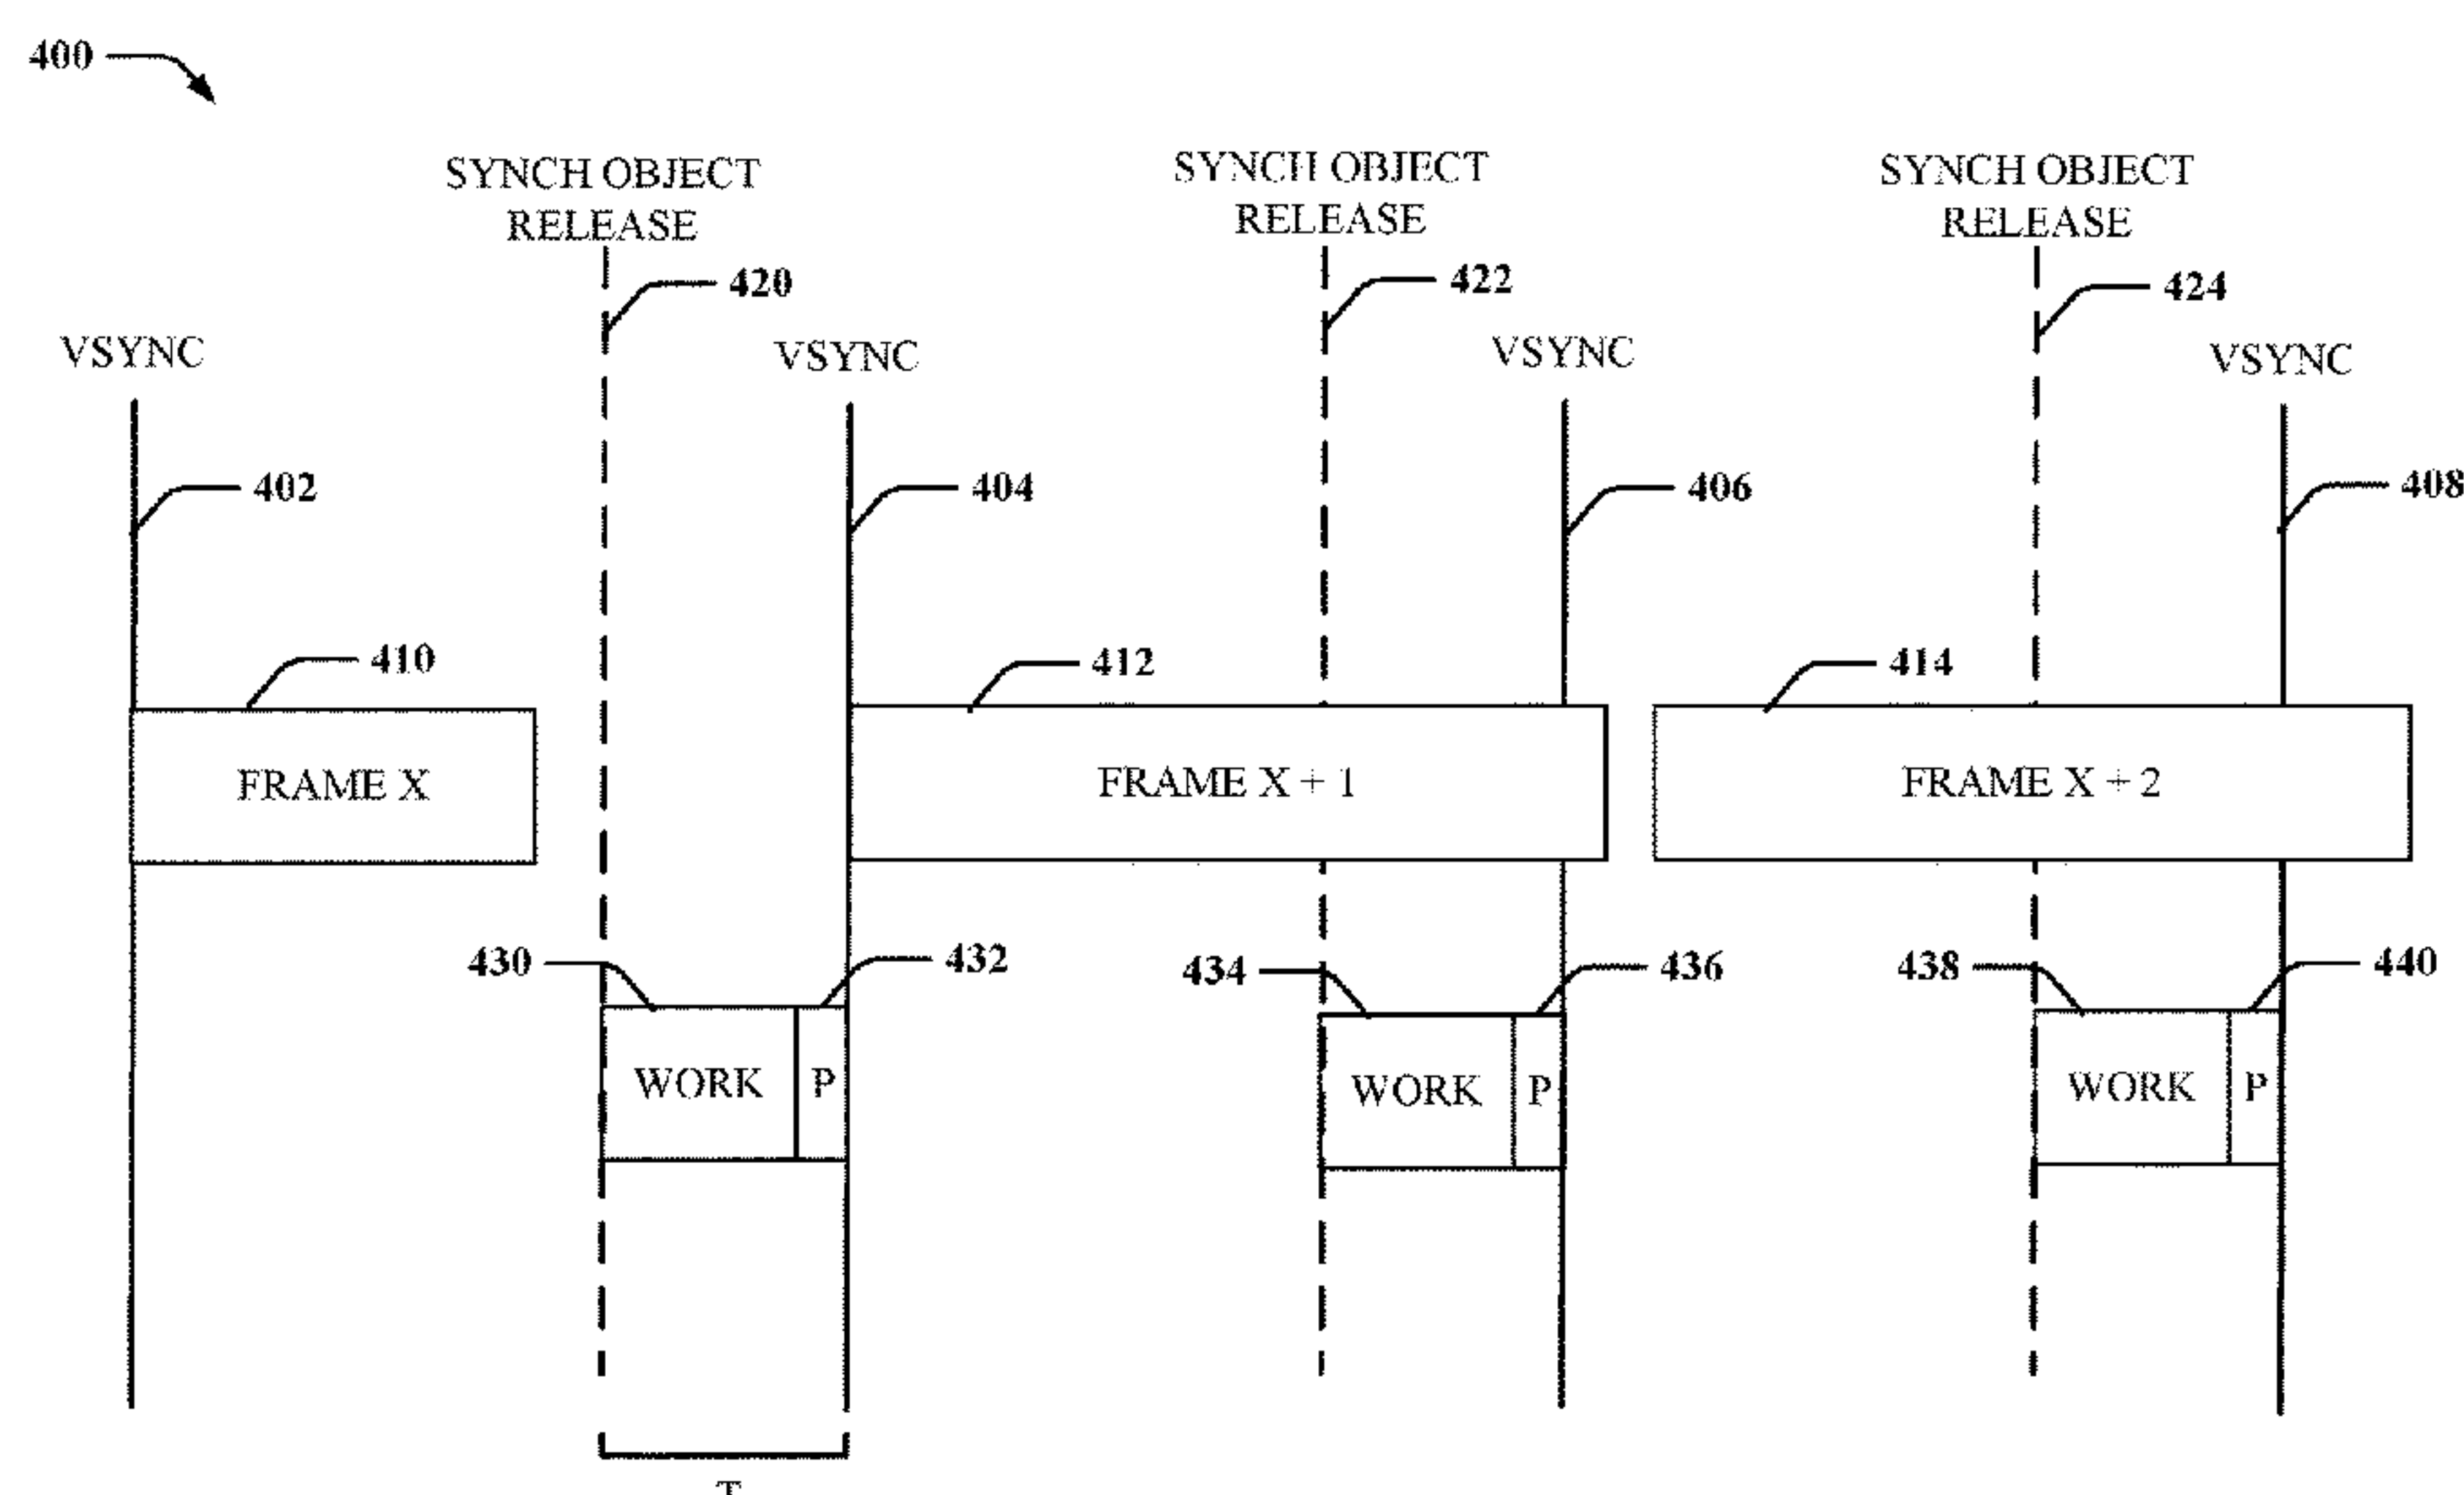 400
SYNCH OBJECT
RELEASE
SYNCH OBJECT
RELEASE
SYNCH OBJECT
RELEASE
420
422
424
VSYNC
VSYNC
VSYNC
VSYNC
402
404
406
408
410
412
414
FRAME X
FRAME X + 1
FRAME X + 2
430
432
434
436
438
440
WORK P
WORK P
WORK P
T